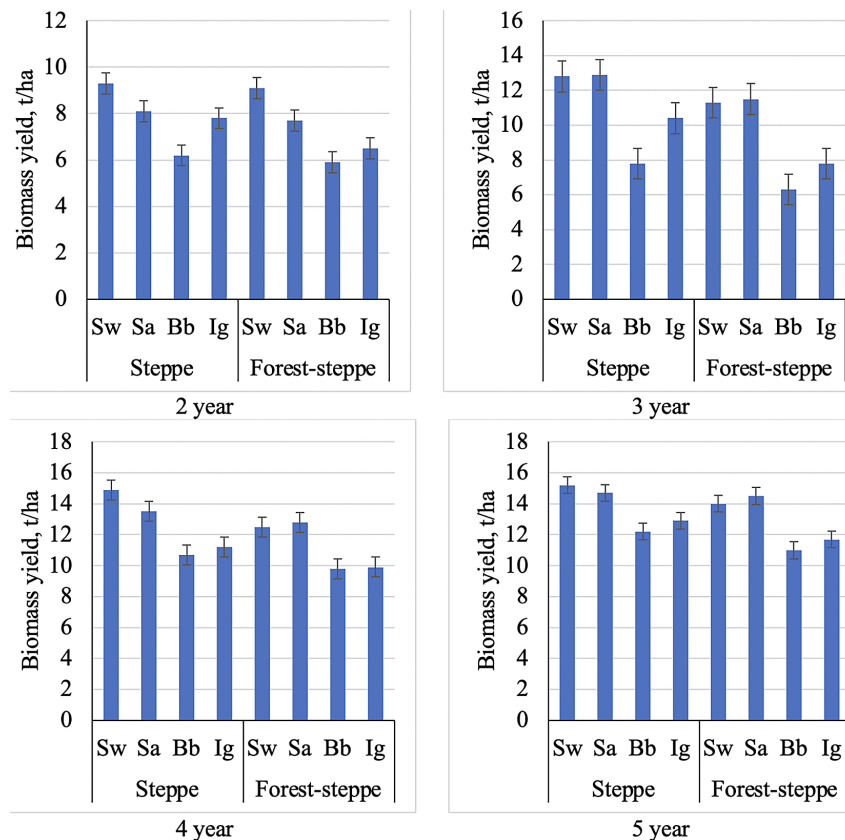 Biomass yield, t/ha
12
10
8
6
4
2
0
Sw Sa Bb Ig Sw Sa Bb Ig
Steppe Forest-steppe
2 year
Biomass yield, t/ha
16
14
12
10
8
6
4
2
0
Sw Sa Bb Ig Sw Sa Bb Ig
Steppe Forest-steppe
3 year
Biomass yield, t/ha
18
16
14
12
10
8
6
4
2
0
Sw Sa Bb Ig Sw Sa Bb Ig
Steppe Forest-steppe
4 year
Biomass yield, t/ha
18
16
14
12
10
8
6
4
2
0
Sw Sa Bb Ig Sw Sa Bb Ig
Steppe Forest-steppe
5 year